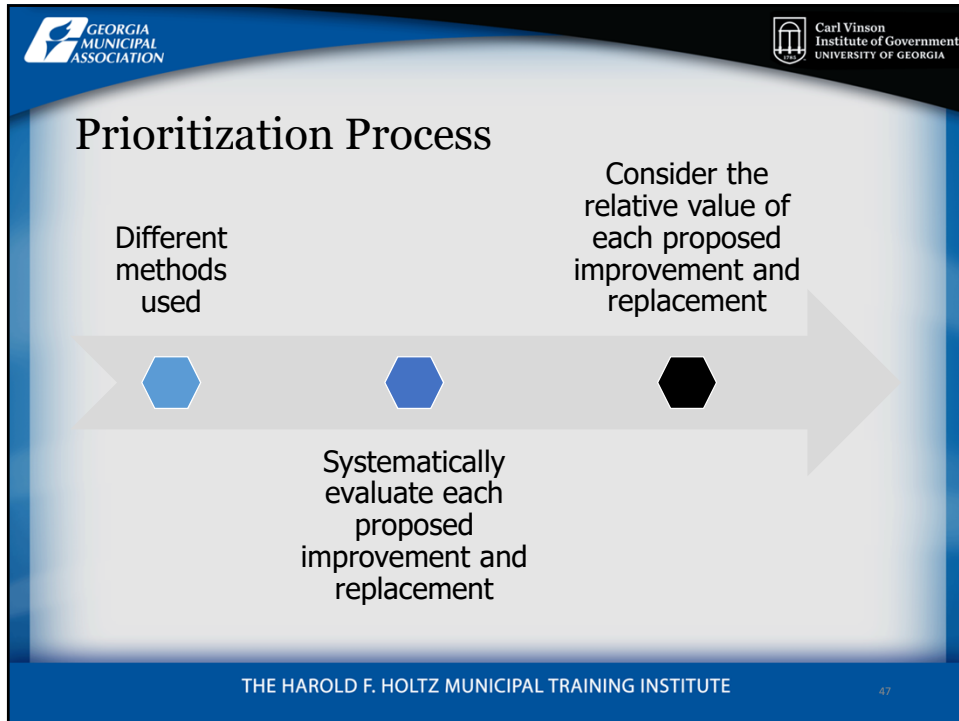 GEORGIA
MUNICIPAL
ASSOCIATION
1785
Carl Vinson
Institute of Government
UNIVERSITY OF GEORGIA
Prioritization Process
Different
methods
used
Systematically
evaluate each
proposed
improvement and
replacement
Consider the
relative value of
each proposed
improvement and
replacement
THE HAROLD F. HOLTZ MUNICIPAL TRAINING INSTITUTE
47